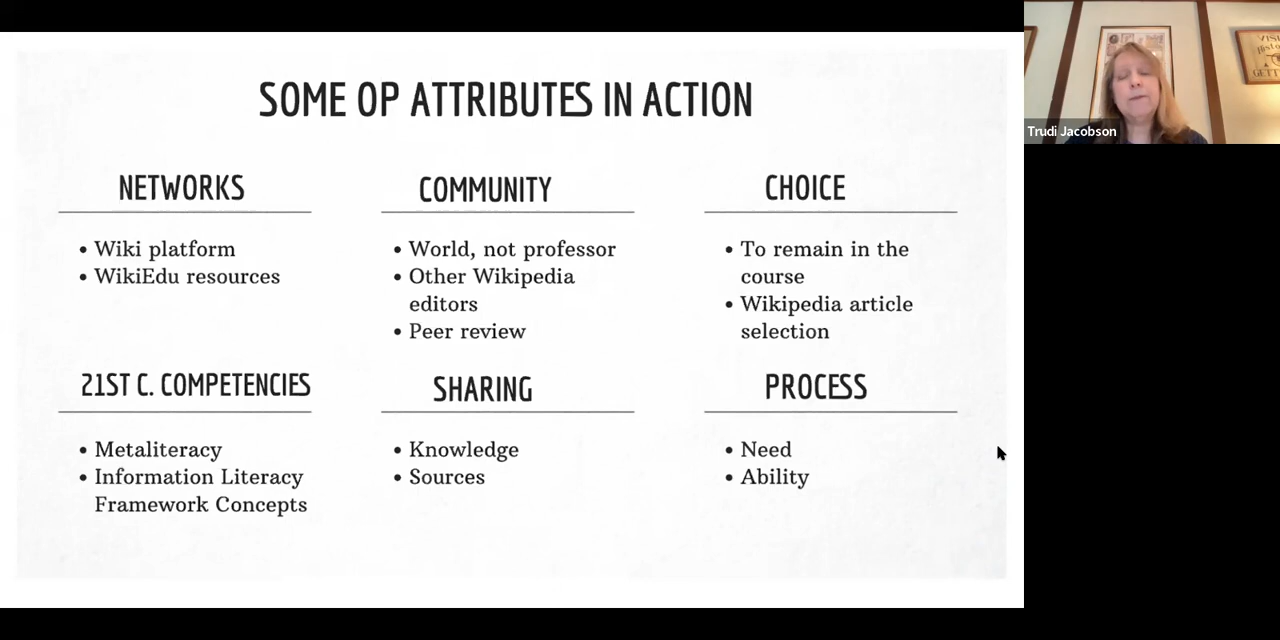 SOME OP ATTRIBUTES IN ACTION
NETWORKS
• Wiki platform
• WikiEdu resources
COMMUNITY
• World, not professor
• Other Wikipedia
editors
• Peer review
CHOICE
• To remain in the
course
• Wikipedia article
selection
21ST C. COMPETENCIES
• Metaliteracy
• Information Literacy
Framework Concepts
SHARING
• Knowledge
• Sources
PROCESS
• Need
• Ability
Trudi Jacobson